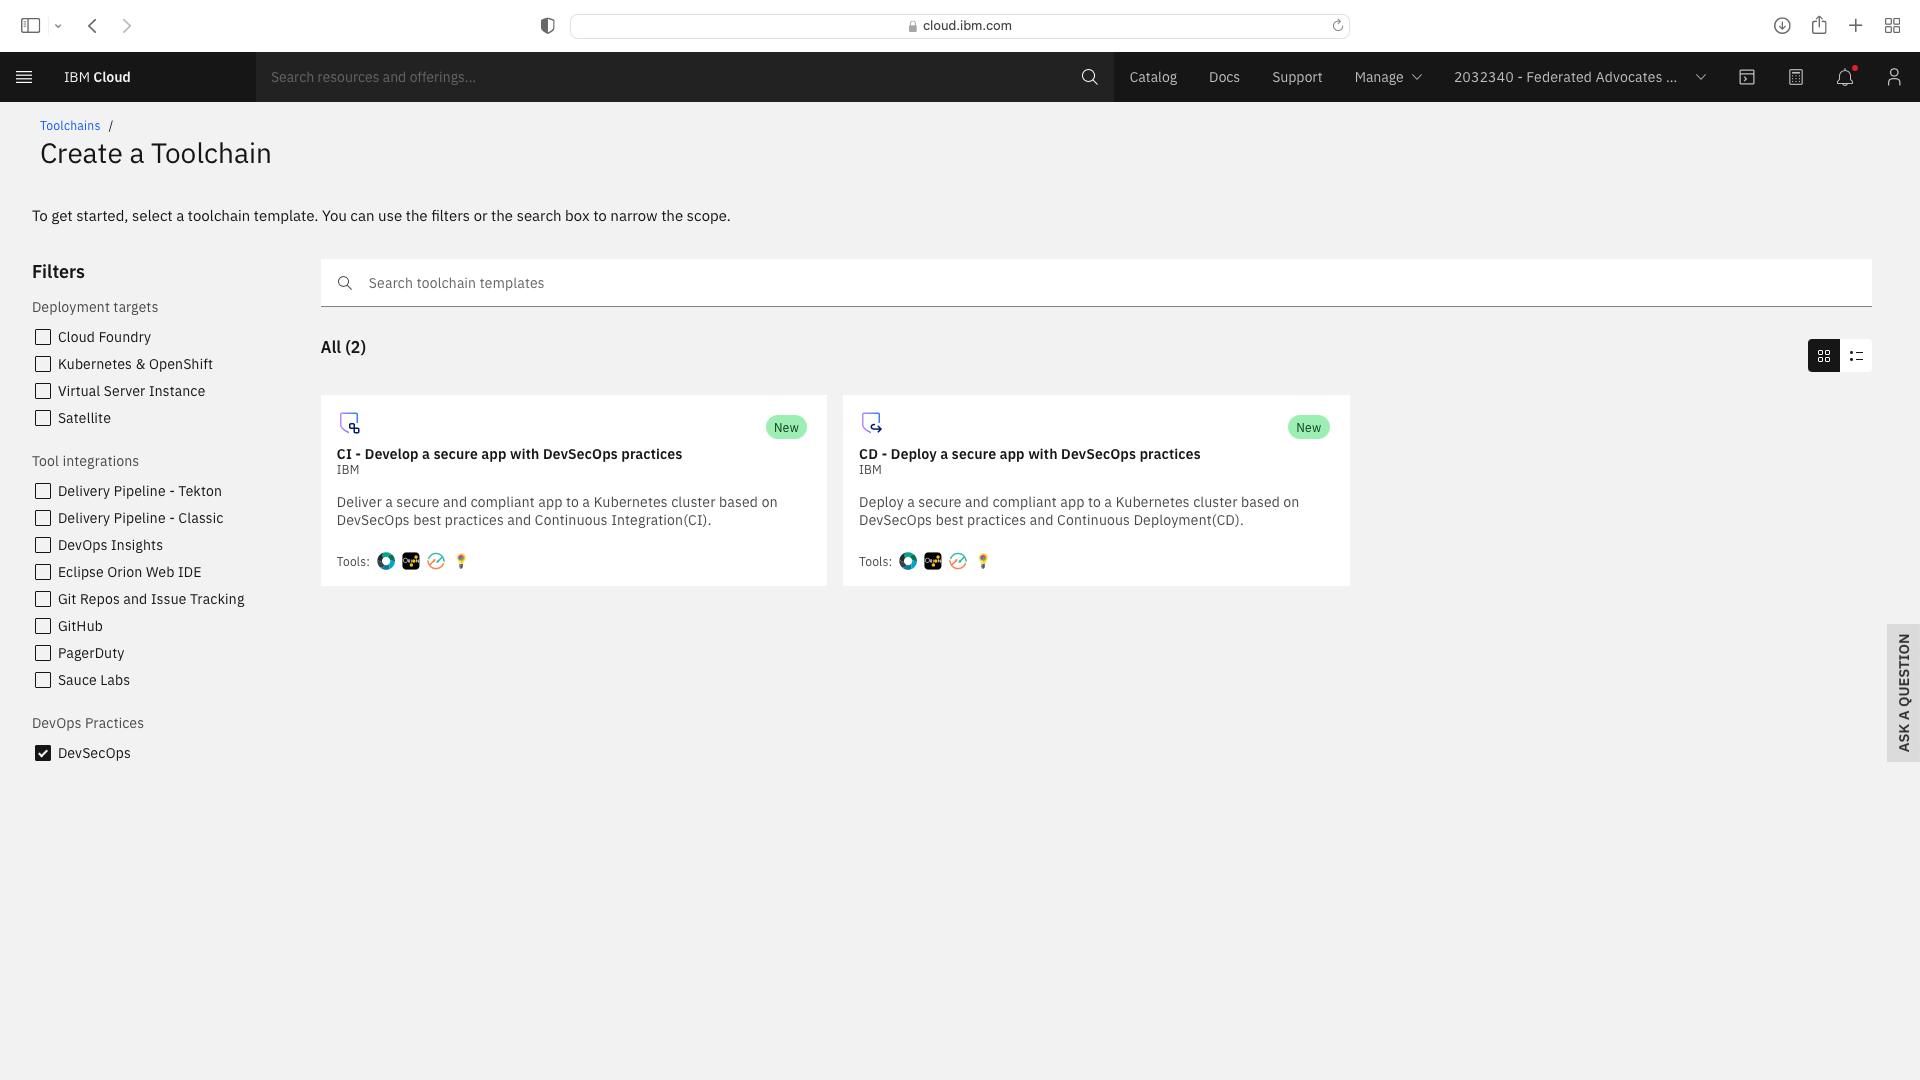 cloud.ibm.com
IBM Cloud
Search resources and offerings...
Catalog
Docs
Support
Manage
2032340 - Federated Advocates ...
Toolchains /
Create a Toolchain
To get started, select a toolchain template. You can use the filters or the search box to narrow the scope.
Filters
Deployment targets
Cloud Foundry
Kubernetes & OpenShift
Virtual Server Instance
Satellite
Tool integrations
Delivery Pipeline - Tekton
Delivery Pipeline - Classic
DevOps Insights
Eclipse Orion Web IDE
Git Repos and Issue Tracking
GitHub
PagerDuty
Sauce Labs
DevOps Practices
DevSecOps
Search toolchain templates
All (2)
New
CI - Develop a secure app with DevSecOps practices
IBM
Deliver a secure and compliant app to a Kubernetes cluster based on
DevSecOps best practices and Continuous Integration(CI).
Tools:
New
CD - Deploy a secure app with DevSecOps practices
IBM
Deploy a secure and compliant app to a Kubernetes cluster based on
DevSecOps best practices and Continuous Deployment(CD).
Tools:
ASK A QUESTION